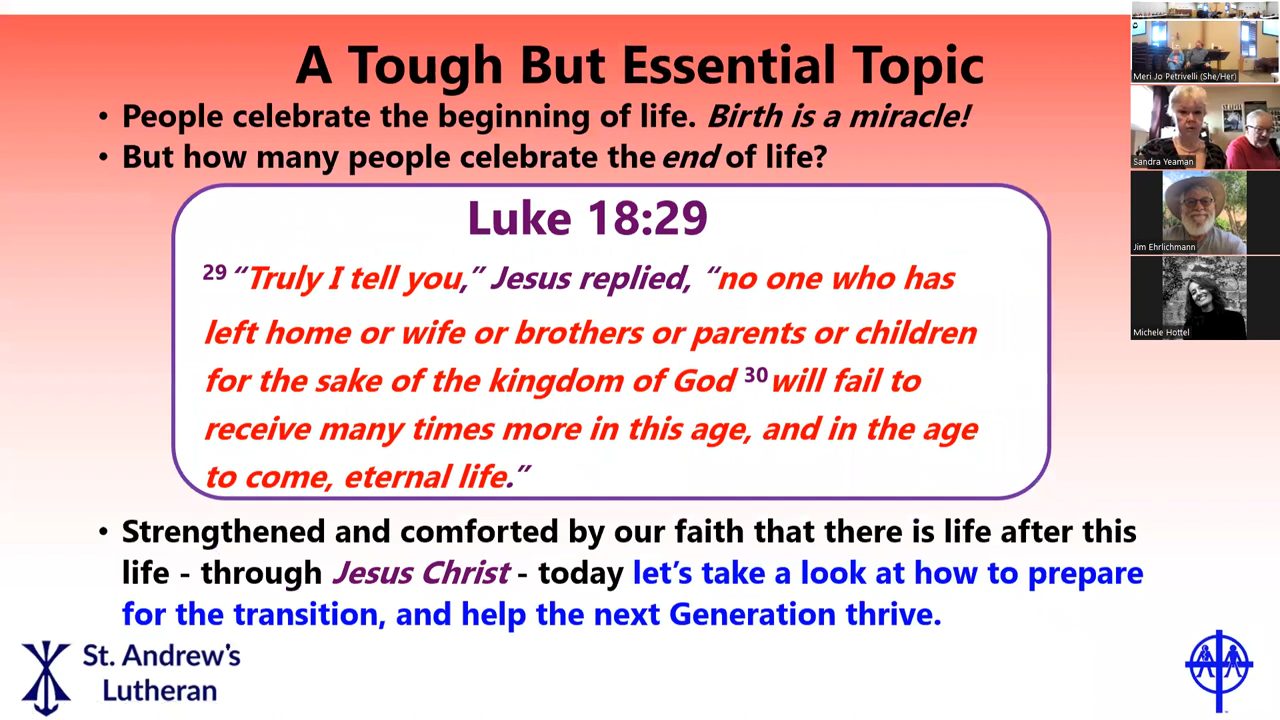 A Tough But Essential Topic
• People celebrate the beginning of life. Birth is a miracle!
• But how many people celebrate the end of life?
Luke 18:29
29 “Truly I tell you,” Jesus replied, “no one who has
left home or wife or brothers or parents or children
for the sake of the kingdom of God 30 will fail to
receive many times more in this age, and in the age
to come, eternal life.”
• Strengthened and comforted by our faith that there is life after this
life - through Jesus Christ - today let’s take a look at how to prepare
for the transition, and help the next Generation thrive.
St. Andrew’s
Lutheran
Meri Jo Petrivelli (She/Her)
Sandra Yeaman
Jim Ehrlichmann
Michele Hottel